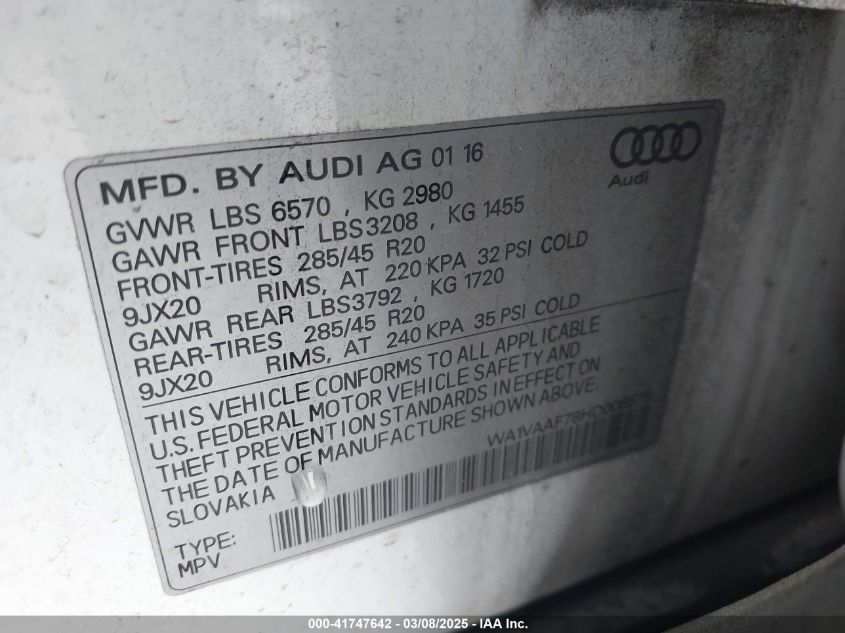 MFD. BY AUDI AG 01 16
Audi
GVWR LBS 6570 , KG 2980
GAWR FRONT LBS3208 , KG 1455
FRONT-TIRES 285/45 R20
9JX20 RIMS, AT 220 KPA 32 PSI COLD
GAWR REAR LBS3792 , KG 1720
REAR-TIRES 285/45 R20
9JX20 RIMS, AT 240 KPA 35 PSI COLD
THIS VEHICLE CONFORMS TO ALL APPLICABLE
U.S. FEDERAL MOTOR VEHICLE SAFETY AND
THEFT PREVENTION STANDARDS IN EFFECT ON
THE DATE OF MANUFACTURE SHOWN ABOVE.
SLOVAKIA
TYPE:
MPV
000-41747642 - 03/08/2025 - IAA Inc.